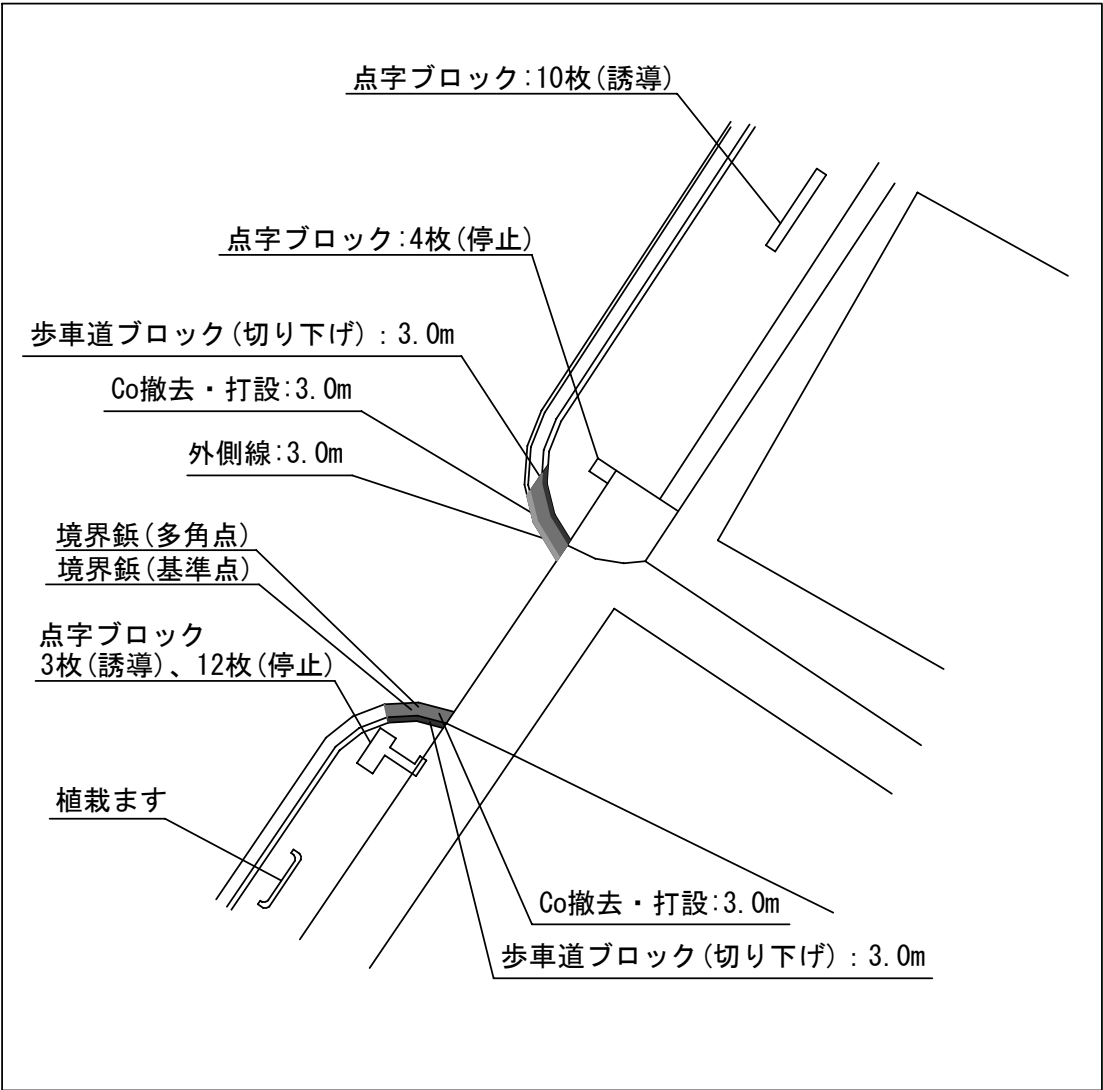 点字ブロック:10枚(誘導)
点字ブロック:4枚(停止)
歩車道ブロック(切り下げ):3.0m
Co撤去・打設:3.0m
外側線:3.0m
境界鋲(多角点)
境界鋲(基準点)
点字ブロック
3枚(誘導)、12枚(停止)
植栽ます
Co撤去・打設:3.0m
歩車道ブロック(切り下げ):3.0m